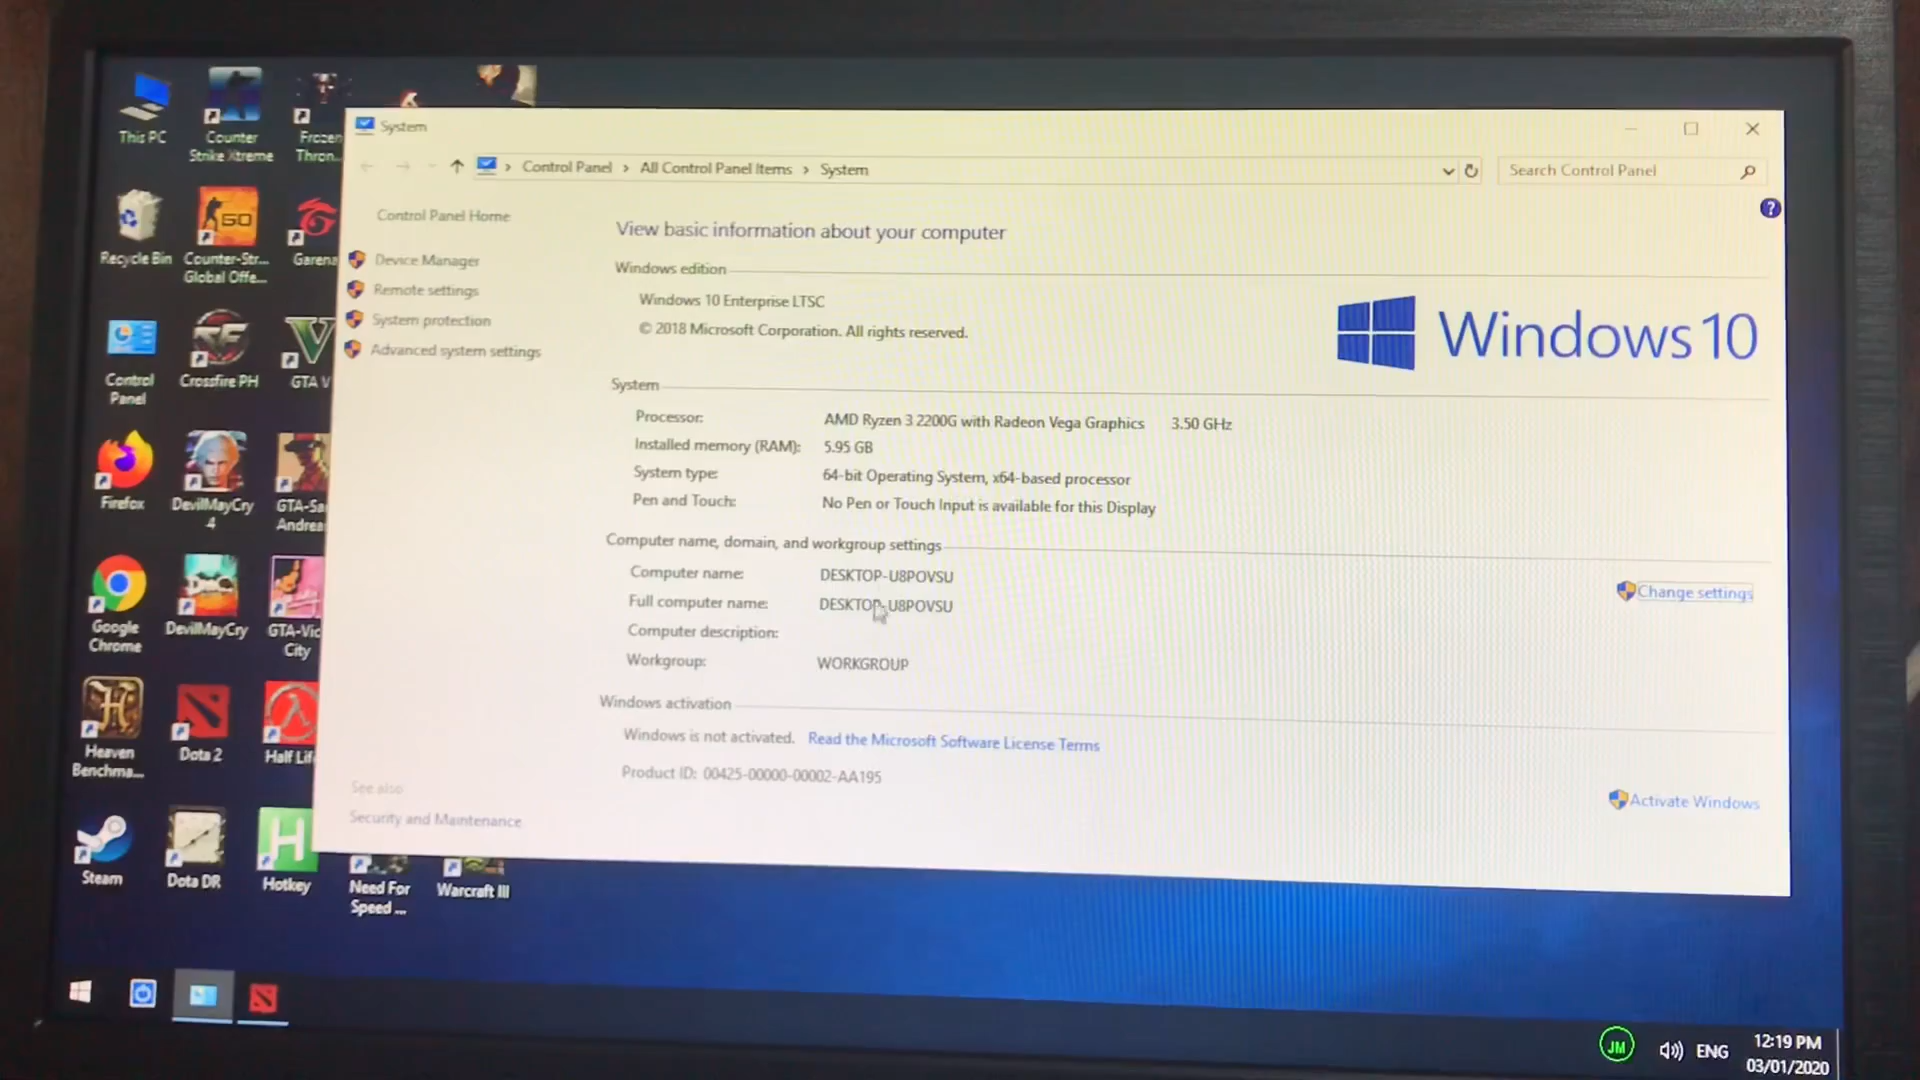 System
Control Panel > All Control Panel Items > System
Search Control Panel
?
Control Panel Home
Device Manager
Remote settings
System protection
Advanced system settings
See also
Security and Maintenance
View basic information about your computer
Windows edition
Windows 10 Enterprise LTSC
© 2018 Microsoft Corporation. All rights reserved.
Windows 10
System
Processor: AMD Ryzen 3 2200G with Radeon Vega Graphics 3.50 GHz
Installed memory (RAM): 5.95 GB
System type: 64-bit Operating System, x64-based processor
Pen and Touch: No Pen or Touch Input is available for this Display
Computer name, domain, and workgroup settings
Computer name: DESKTOP-U8POVSU
Change settings
Full computer name: DESKTOP-U8POVSU
Computer description:
Workgroup: WORKGROUP
Windows activation
Windows is not activated. Read the Microsoft Software License Terms
Product ID: 00425-00000-00002-AA195
Activate Windows
This PC
Counter
Strike Xtreme
Frozen
Thron...
Recycle Bin
GO
Counter-Str...
Global Offe...
Garena
Control
Panel
CF
Crossfire PH
V
GTA V
Firefox
DevilMayCry
4
GTA-Sa
Andreas
Google
Chrome
DevilMayCry
GTA-Vic
City
H
Heaven
Benchma...
Dota 2
Half Lif
Steam
Dota DR
H
Hotkey
Need For
Speed ...
Warcraft III
JM
ENG
12:19 PM
03/01/2020